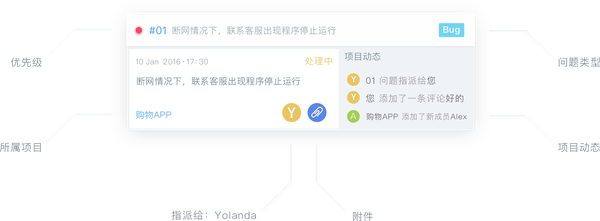 #01 断网情况下，联系客服出现程序停止运行
Bug
优先级
问题类型
10 Jan 2016·17:30
处理中
断网情况下，联系客服出现程序停止运行
购物APP
Y
项目动态
Y 01 问题指派给您
Y 您 添加了一条评论好的
A 购物APP 添加了新成员Alex
所属项目
项目动态
指派给：Yolanda
附件